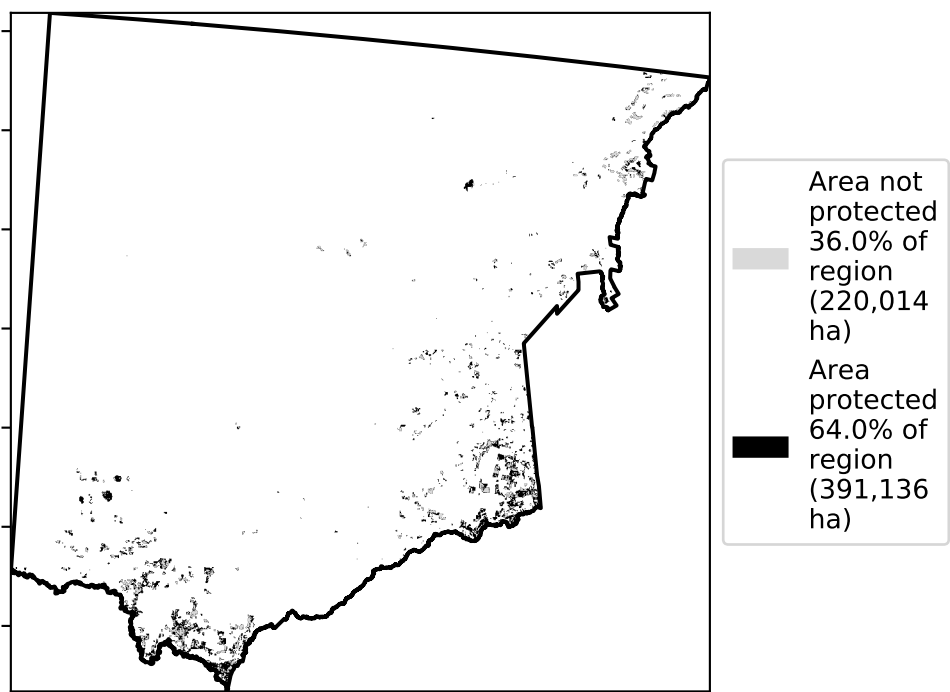 Area not
protected
36.0% of
region
(220,014
ha)
Area
protected
64.0% of
region
(391,136
ha)